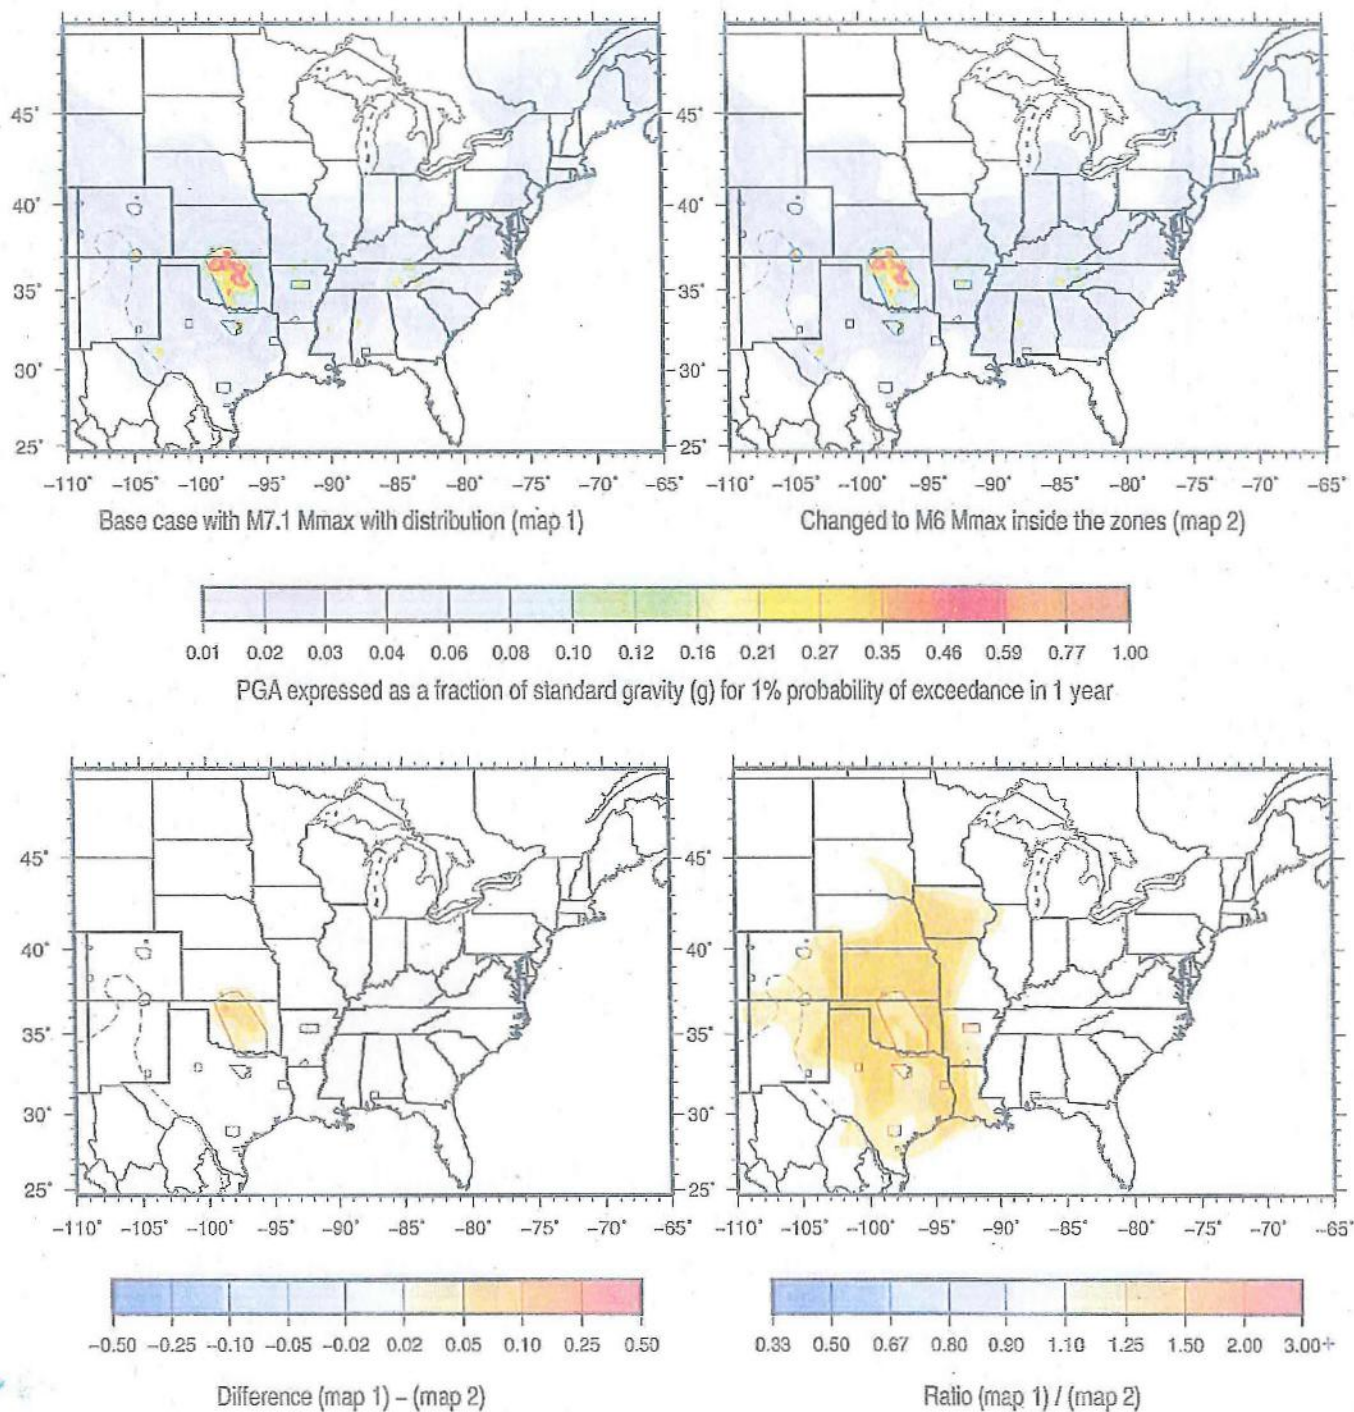 45° 45°
40° 40°
35° 35°
30° 30°
25° 25°
−110° −105° −100° −95° −90° −85° −80° −75° −70° −65° −110° −105° −100° −95° −90° −85° −80° −75° −70° −65°
Base case with M7.1 Mmax with distribution (map 1)
Changed to M6 Mmax inside the zones (map 2)
0.01 0.02 0.03 0.04 0.06 0.08 0.10 0.12 0.16 0.21 0.27 0.35 0.46 0.59 0.77 1.00
PGA expressed as a fraction of standard gravity (g) for 1% probability of exceedance in 1 year
45° 45°
40° 40°
35° 35°
30° 30°
25° 25°
−110° −105° −100° −95° −90° −85° −80° −75° −70° −65° −110° −105° −100° −95° −90° −85° −80° −75° −70° −65°
−0.50 −0.25 −0.10 −0.05 −0.02 0.02 0.05 0.10 0.25 0.50
Difference (map 1) – (map 2)
0.33 0.50 0.67 0.80 0.90 1.10 1.25 1.50 2.00 3.00+
Ratio (map 1) / (map 2)